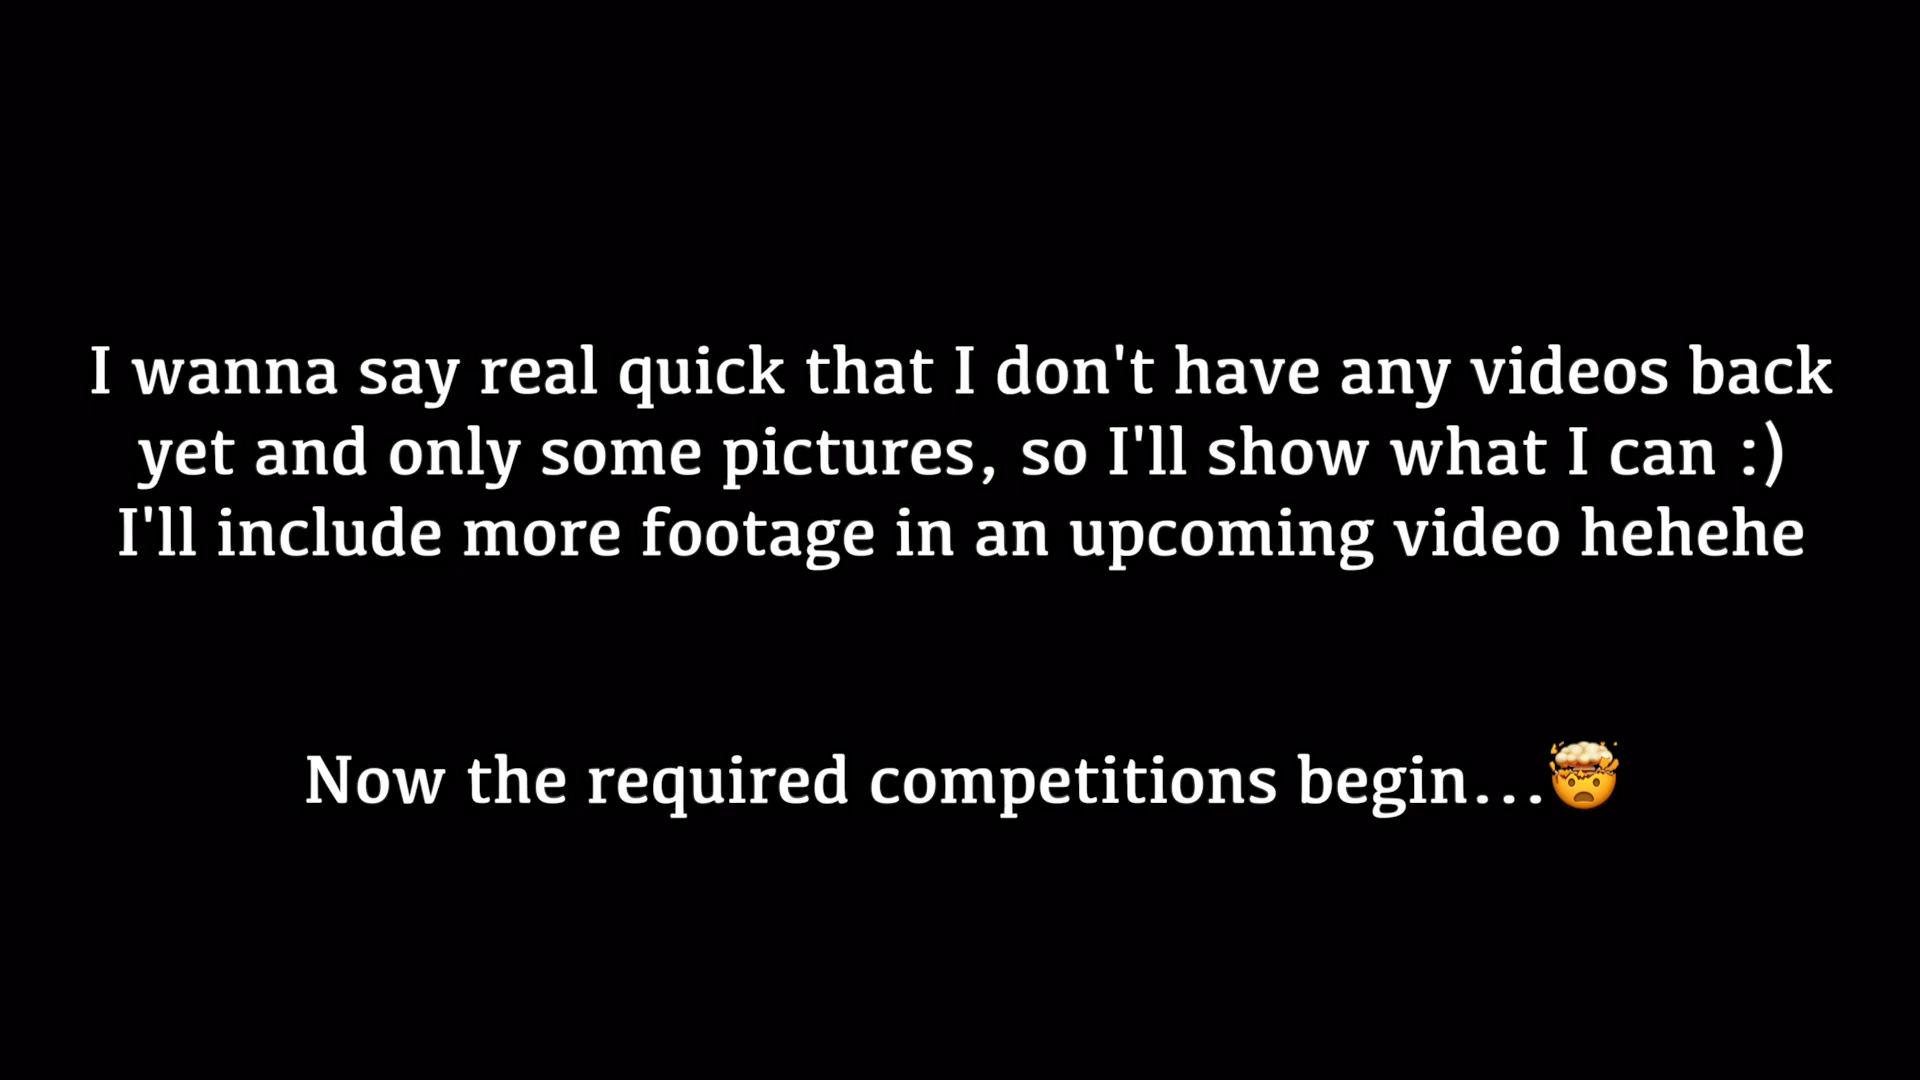 I wanna say real quick that I don't have any videos back
yet and only some pictures, so I'll show what I can :)
I'll include more footage in an upcoming video hehehe
Now the required competitions begin...🤯